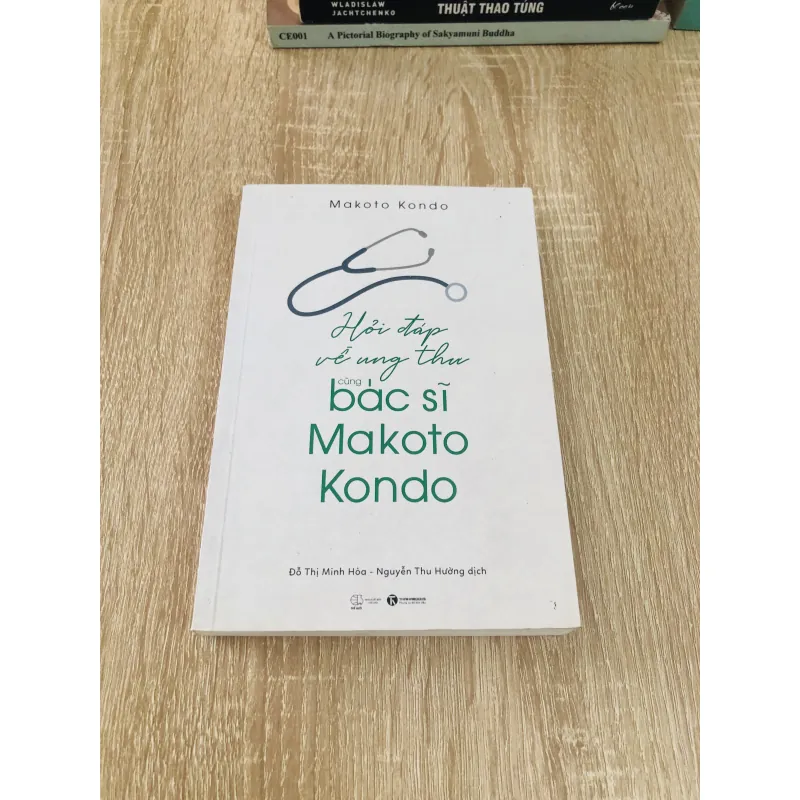 WLADISLAW
JACHTCHENKO
THUẬT THAO TÚNG
CE001 A Pictorial Biography of Sakyamuni Buddha
Makoto Kondo
Hỏi đáp
về ung thư
cùng
bác sĩ
Makoto
Kondo
Đỗ Thị Minh Hòa - Nguyễn Thu Hường dịch